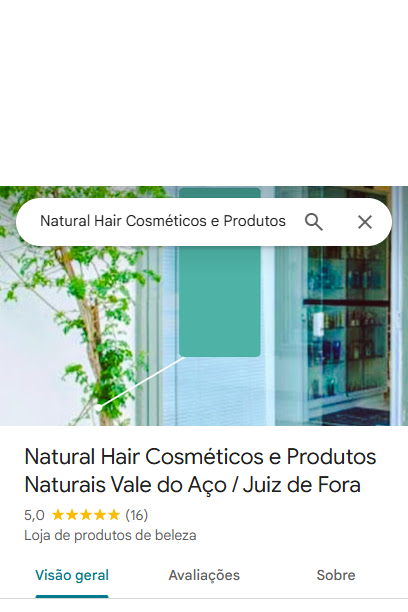 Natural Hair Cosméticos e Produtos
Natural Hair Cosméticos e Produtos
Naturais Vale do Aço / Juiz de Fora
5,0 ★★★★★ (16)
Loja de produtos de beleza
Visão geral Avaliações Sobre